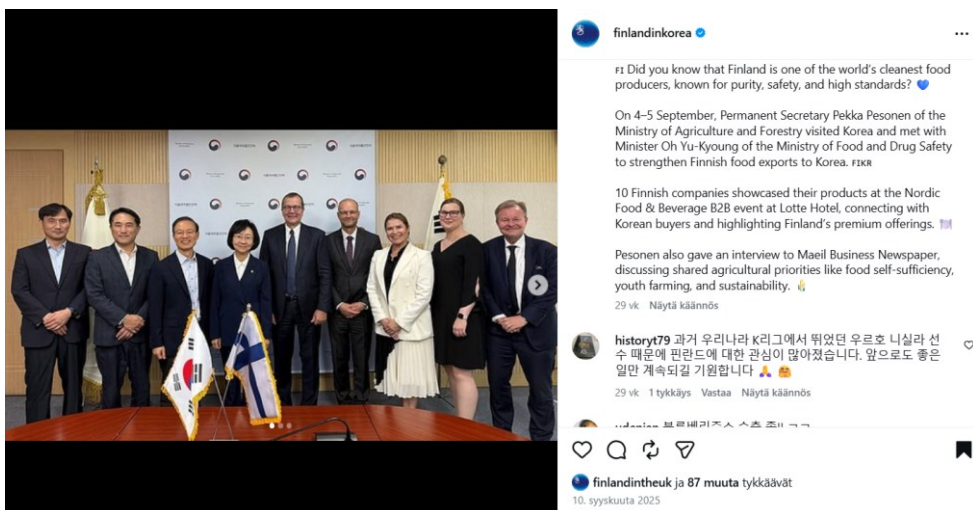 finlandinkorea
FI Did you know that Finland is one of the world's cleanest food
producers, known for purity, safety, and high standards? 💙
On 4–5 September, Permanent Secretary Pekka Pesonen of the
Ministry of Agriculture and Forestry visited Korea and met with
Minister Oh Yu-Kyoung of the Ministry of Food and Drug Safety
to strengthen Finnish food exports to Korea. FIKR
10 Finnish companies showcased their products at the Nordic
Food & Beverage B2B event at Lotte Hotel, connecting with
Korean buyers and highlighting Finland's premium offerings. 🍽️
Pesonen also gave an interview to Maeil Business Newspaper,
discussing shared agricultural priorities like food self-sufficiency,
youth farming, and sustainability. 🌾
29 vk Näytä käännös
historyt79 과거 우리나라 K리그에서 뛰었던 우르호 니실라 선
수 때문에 핀란드에 대한 관심이 많아졌습니다. 앞으로도 좋은
일만 계속되길 기원합니다 🙏 🤗
29 vk 1 tykkäys Vastaa Näytä käännös
finlandintheuk ja 87 muuta tykkäävät
10. syyskuuta 2025